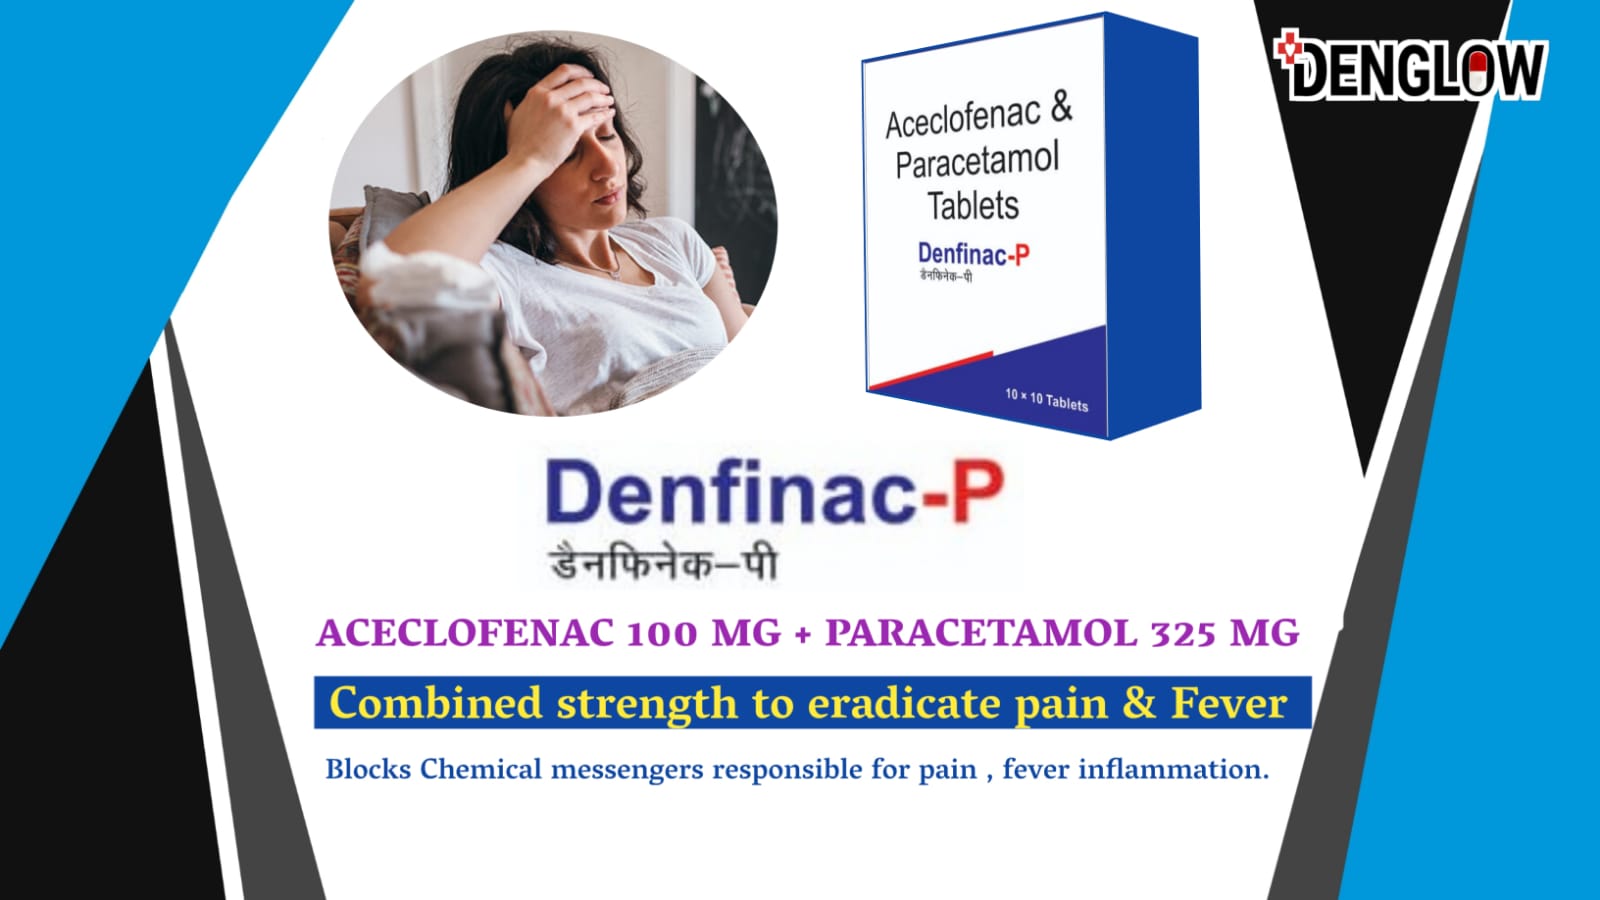 DENGLOW
Aceclofenac &
Paracetamol
Tablets
Denfinac-P
डैनफिनेक-पी
10 × 10 Tablets
Denfinac-P
डैनफिनेक-पी
ACECLOFENAC 100 MG + PARACETAMOL 325 MG
Combined strength to eradicate pain & Fever
Blocks Chemical messengers responsible for pain , fever inflammation.